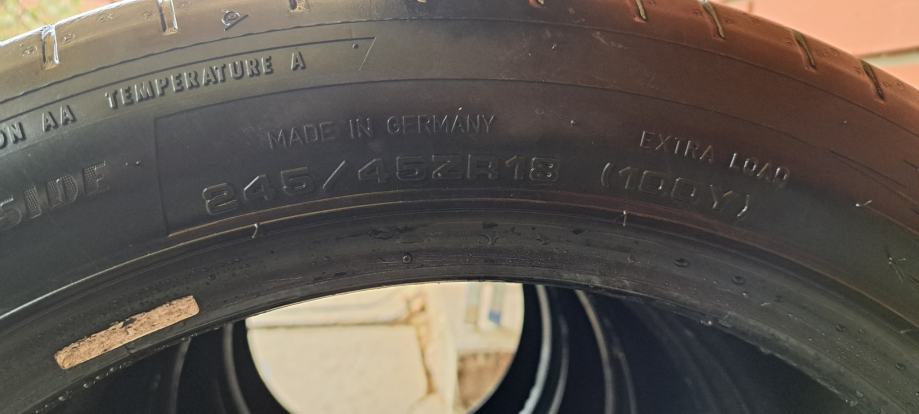 ON AA TEMPERATURE A
MADE IN GERMANY
EXTRA LOAD
SIDE
245/45ZR18 (100Y)